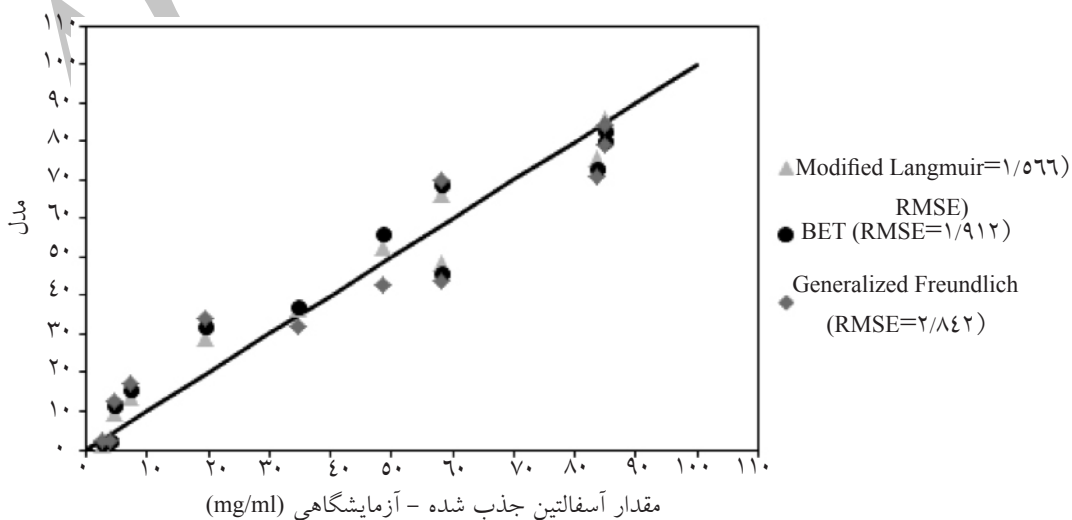 ۱۱۰
۱۰۰
۹۰
۸۰
۷۰
۶۰
۵۰
۴۰
۳۰
۲۰
۱۰
۰
مدل
۰ ۱۰ ۲۰ ۳۰ ۴۰ ۵۰ ۶۰ ۷۰ ۸۰ ۹۰ ۱۰۰ ۱۱۰
مقدار آسفالتین جذب شده - آزمایشگاهی (mg/ml)
Modified Langmuir=۱/۵۶۶)
RMSE)
BET (RMSE=۱/۹۱۲)
Generalized Freundlich
(RMSE=۲/۸٤۲)